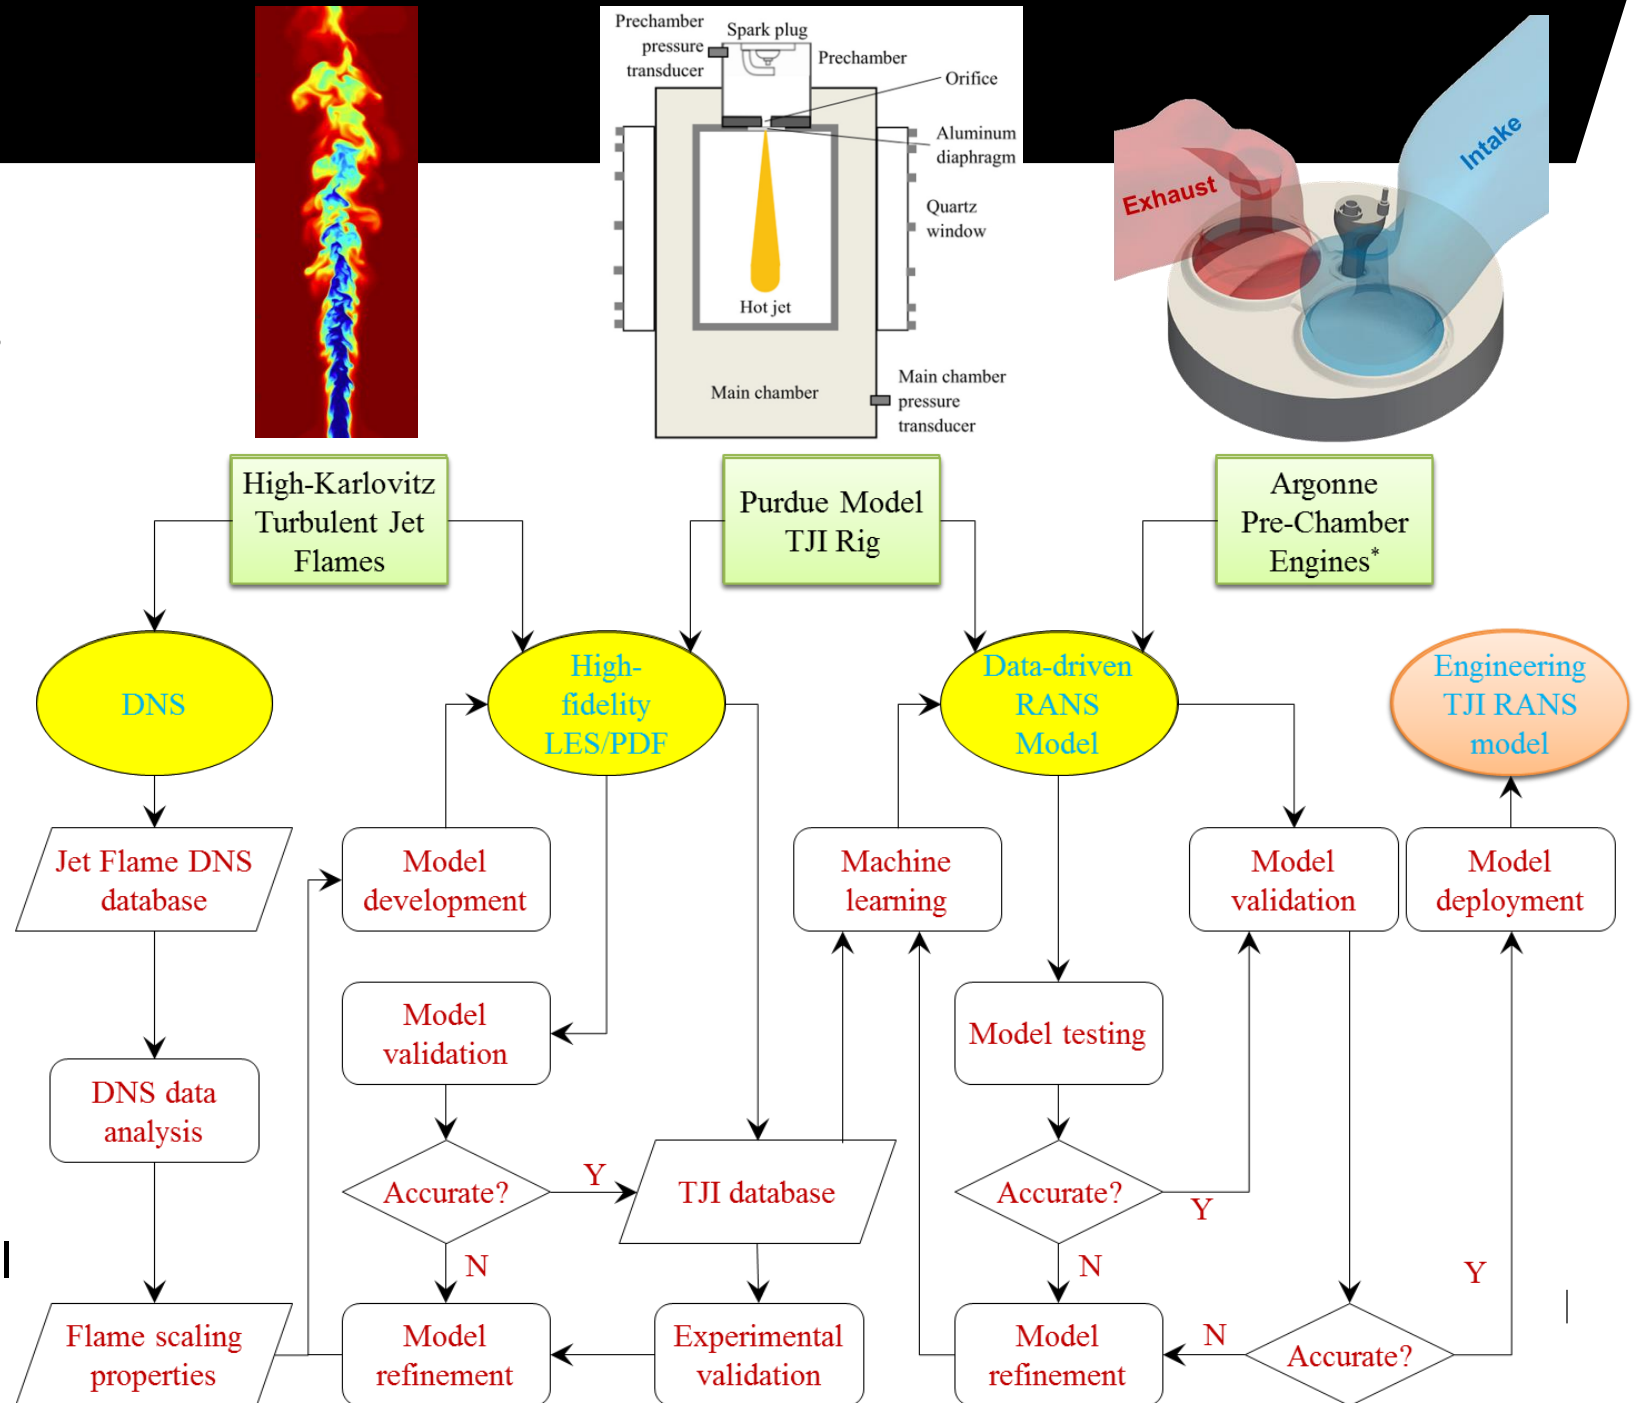 Prechamber
pressure
transducer
Spark plug
Prechamber
Orifice
Aluminum
diaphragm
Quartz
window
Hot jet
Main chamber
Main chamber
pressure
transducer
Exhaust
Intake
High-Karlovitz
Turbulent Jet
Flames
Purdue Model
TJI Rig
Argonne
Pre-Chamber
Engines*
DNS
High-
fidelity
LES/PDF
Data-driven
RANS
Model
Engineering
TJI RANS
model
Jet Flame DNS
database
Model
development
Machine
learning
Model
validation
Model
deployment
Model
validation
Model testing
DNS data
analysis
Accurate?
Y
TJI database
Accurate?
Y
N
N
Y
Flame scaling
properties
Model
refinement
Experimental
validation
Model
refinement
N
Accurate?